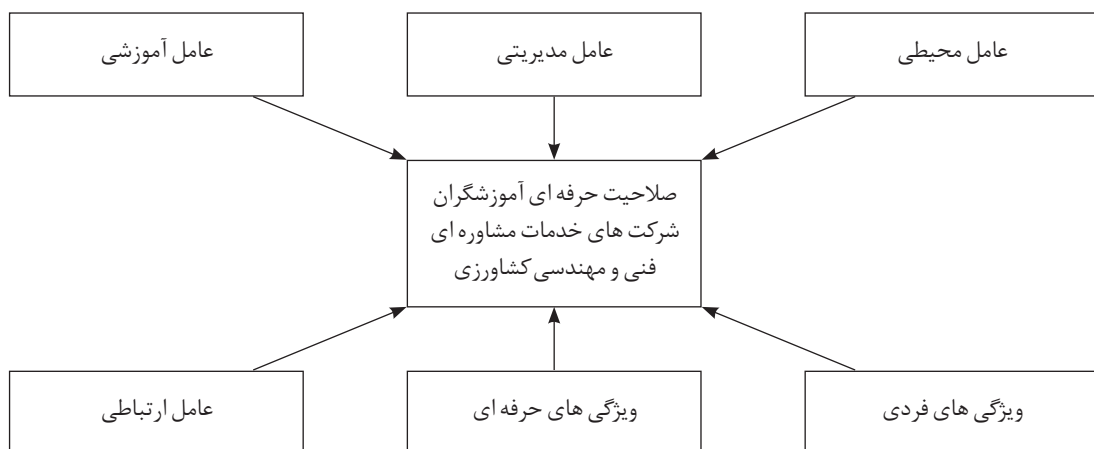 عامل محیطی
عامل مدیریتی
عامل آموزشی
صلاحیت حرفه ای آموزشگران
شرکت های خدمات مشاوره ای
فنی و مهندسی کشاورزی
ویژگی های فردی
ویژگی های حرفه ای
عامل ارتباطی